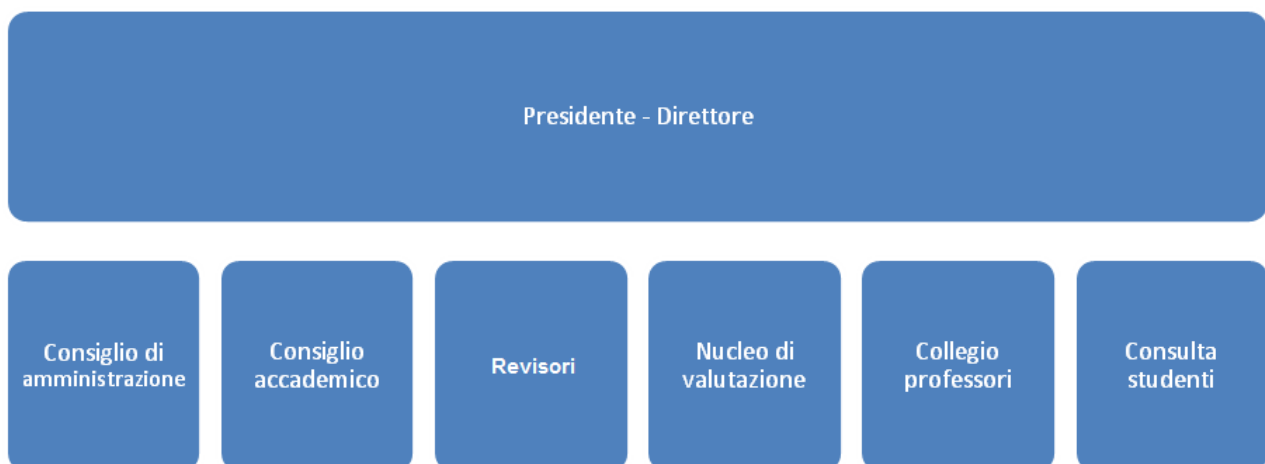 Presidente - Direttore
Consiglio di
amministrazione
Consiglio
accademico
Revisori
Nucleo di
valutazione
Collegio
professori
Consulta
studenti